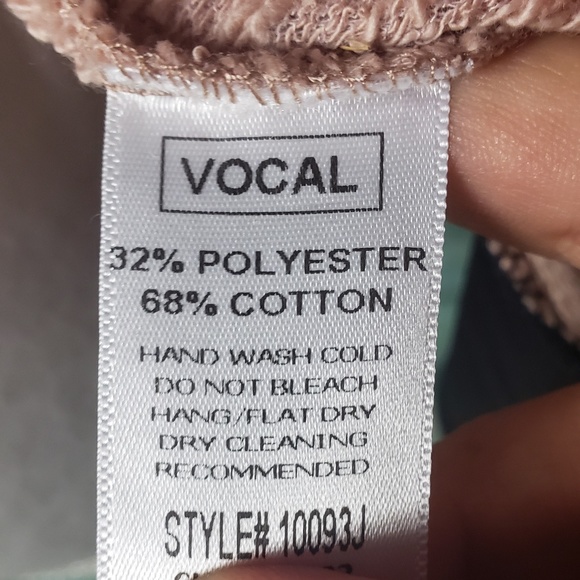 VOCAL
32% POLYESTER
68% COTTON
HAND WASH COLD
DO NOT BLEACH
HANG/FLAT DRY
DRY CLEANING
RECOMMENDED
STYLE# 10093J